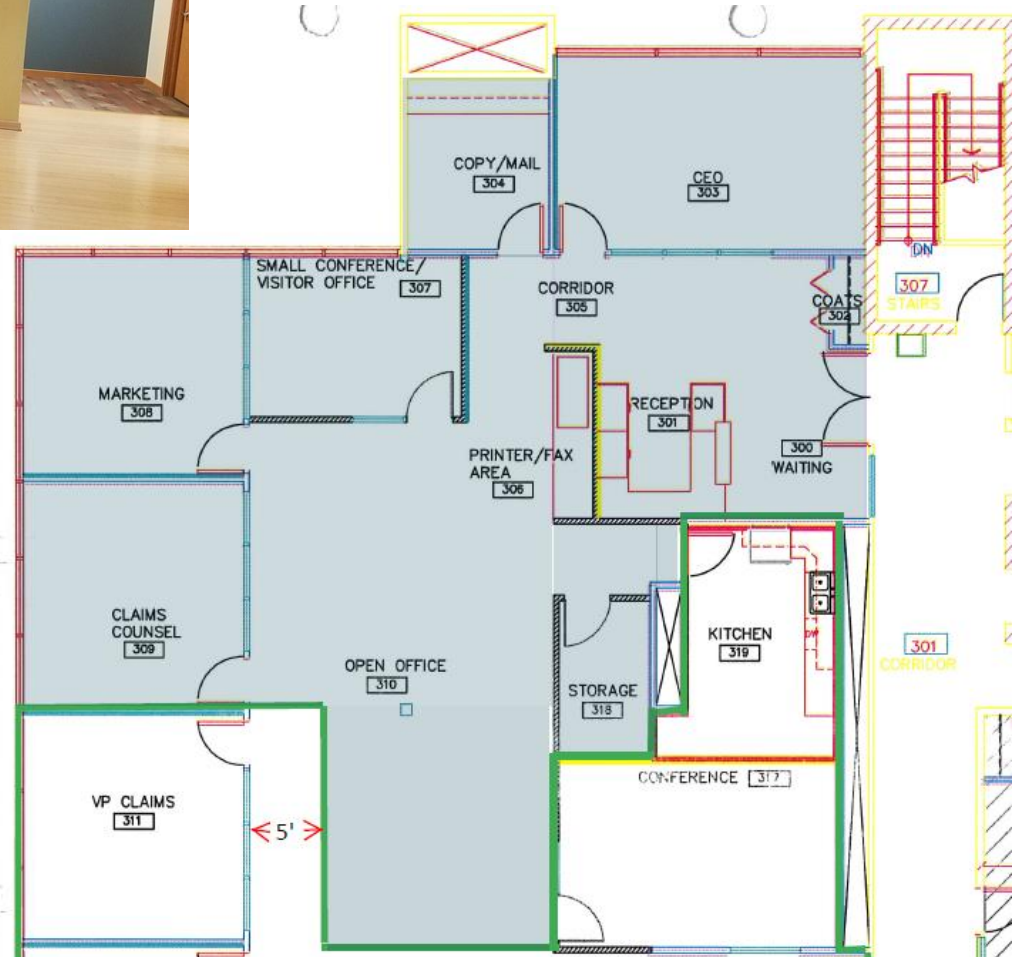 COPY/MAIL
304
CEO
303
DN
307
STAIRS
SMALL CONFERENCE/
VISITOR OFFICE
307
CORRIDOR
305
COATS
302
MARKETING
308
RECEPTION
301
PRINTER/FAX
AREA
306
300
WAITING
CLAIMS
COUNSEL
309
OPEN OFFICE
310
KITCHEN
319
DW
301
CORRIDOR
STORAGE
318
CONFERENCE 317
VP CLAIMS
311
5'